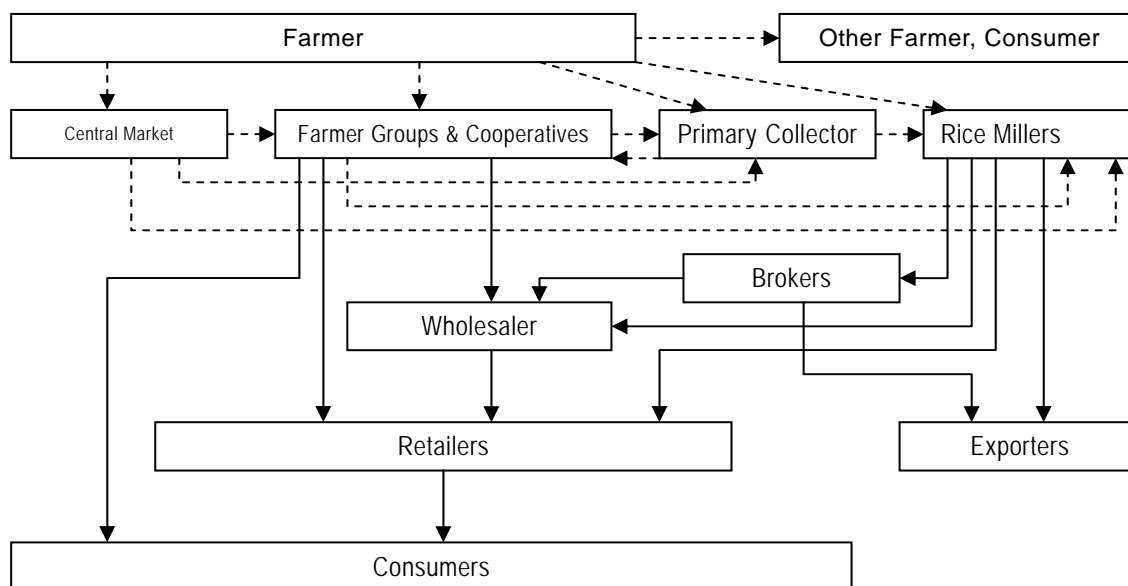 Farmer
Other Farmer, Consumer
Central Market
Farmer Groups & Cooperatives
Primary Collector
Rice Millers
Brokers
Wholesaler
Retailers
Exporters
Consumers